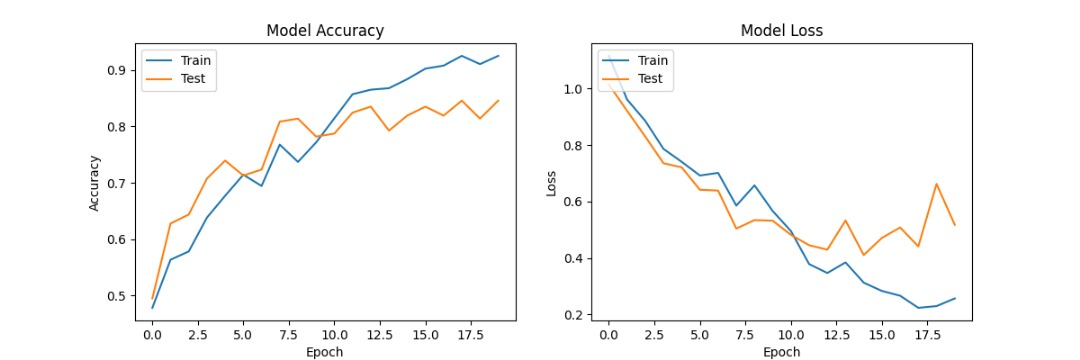 Model Accuracy
Train
Test
Accuracy
0.9
0.8
0.7
0.6
0.5
0.0 2.5 5.0 7.5 10.0 12.5 15.0 17.5
Epoch
Model Loss
Train
Test
Loss
1.0
0.8
0.6
0.4
0.2
0.0 2.5 5.0 7.5 10.0 12.5 15.0 17.5
Epoch